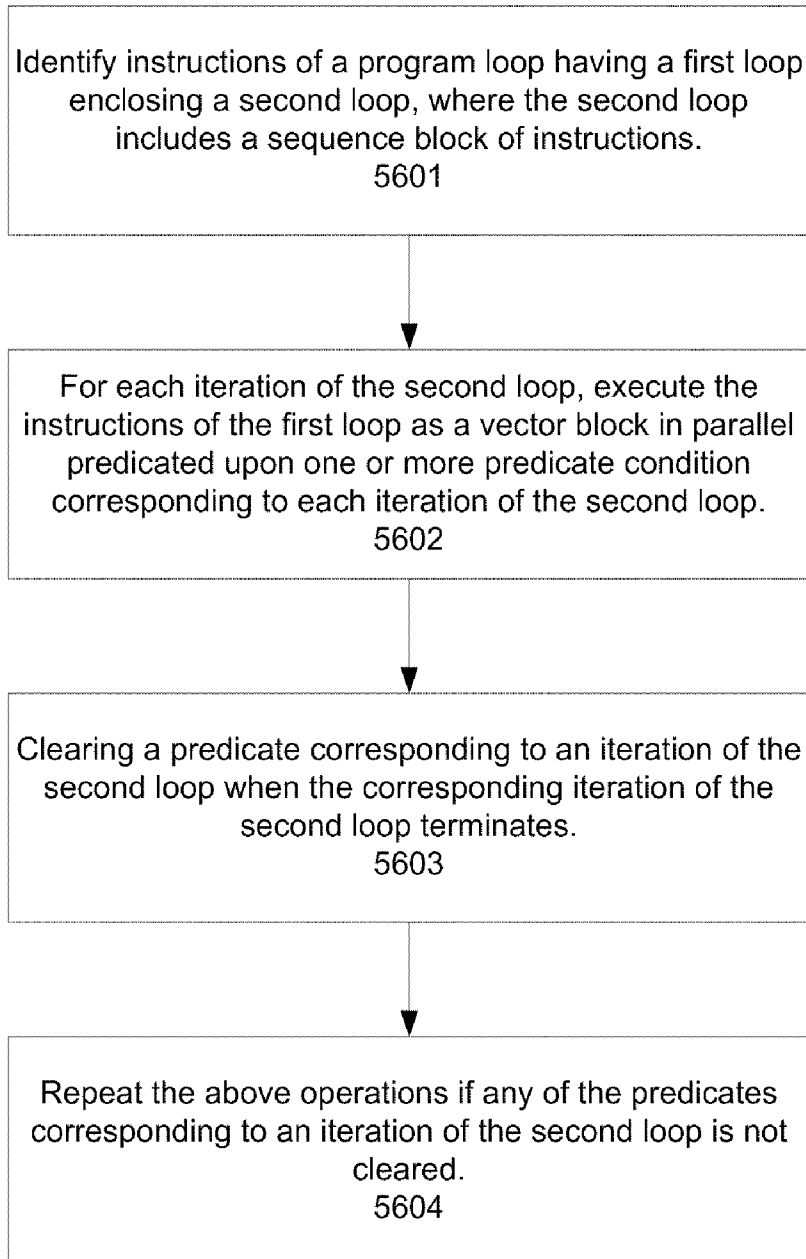 Identify instructions of a program loop having a first loop
enclosing a second loop, where the second loop
includes a sequence block of instructions.
5601
For each iteration of the second loop, execute the
instructions of the first loop as a vector block in parallel
predicated upon one or more predicate condition
corresponding to each iteration of the second loop.
5602
Clearing a predicate corresponding to an iteration of the
second loop when the corresponding iteration of the
second loop terminates.
5603
Repeat the above operations if any of the predicates
corresponding to an iteration of the second loop is not
cleared.
5604